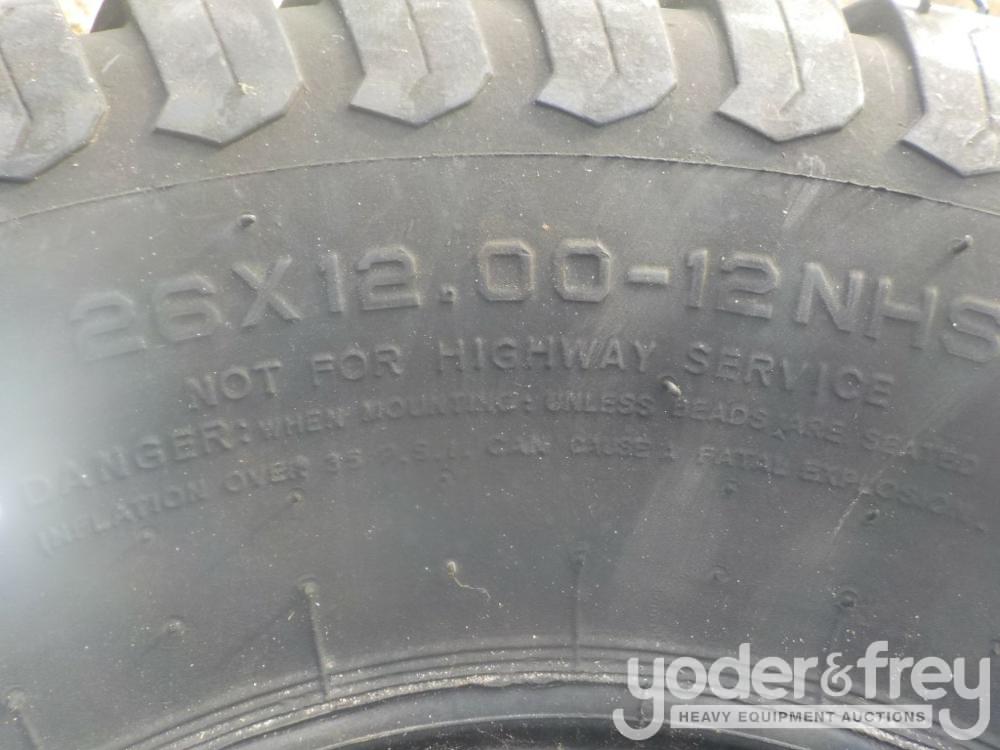 26X12.00-12NHS
NOT FOR HIGHWAY SERVICE
DANGER: WHEN MOUNTING: UNLESS BEADS ARE SEATED
INFLATION OVER 35 P.S.I. CAN CAUSE A FATAL EXPLOSION.
yoder&frey
HEAVY EQUIPMENT AUCTIONS